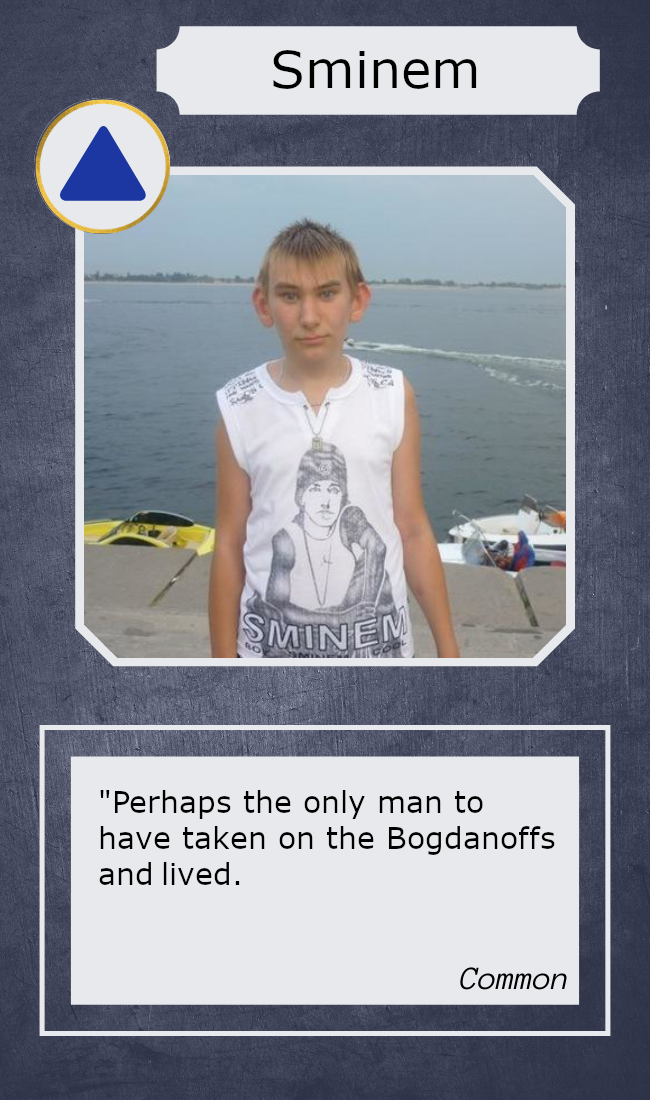 Sminem
SMINEM
"Perhaps the only man to
have taken on the Bogdanoffs
and lived.
Common